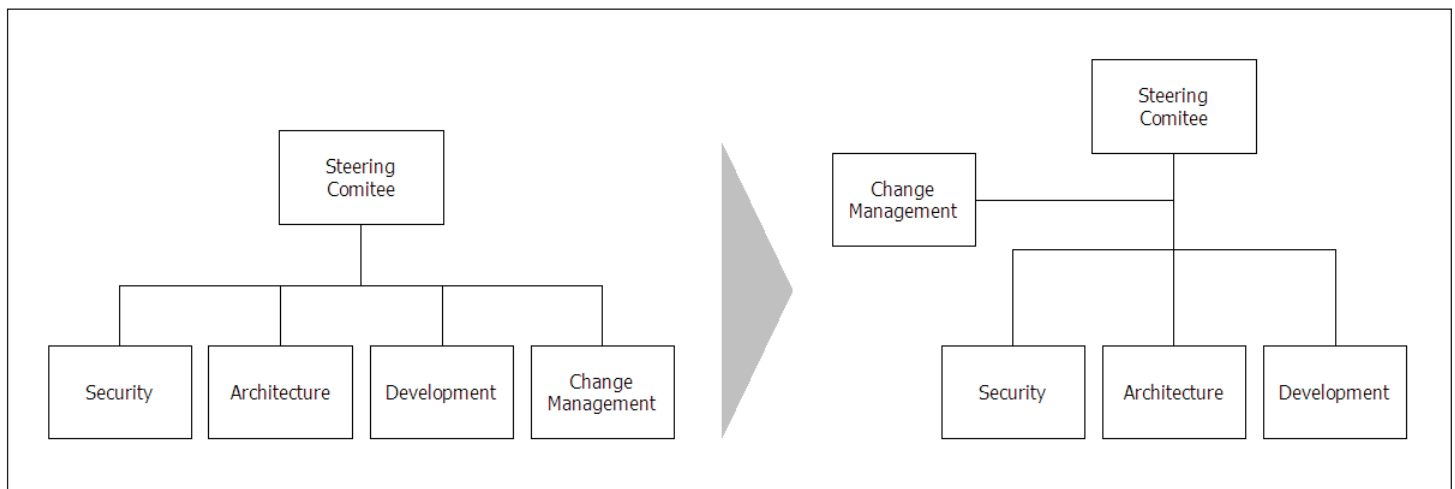 Steering
Comitee
Security
Architecture
Development
Change
Management
Steering
Comitee
Change
Management
Security
Architecture
Development